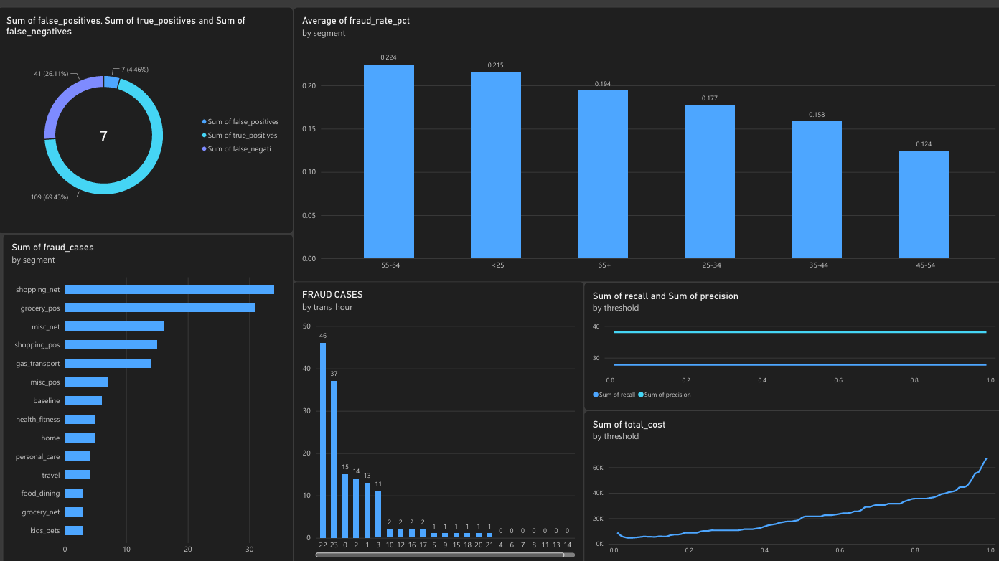 Sum of false_positives, Sum of true_positives and Sum of
false_negatives
41 (26.11%)
7 (4.46%)
7
109 (69.43%)
Sum of false_positives
Sum of true_positives
Sum of false_negati...
Average of fraud_rate_pct
by segment
0.224
0.215
0.194
0.177
0.158
0.124
0.20
0.15
0.10
0.05
0.00
55-64
<25
65+
25-34
35-44
45-54
Sum of fraud_cases
by segment
shopping_net
grocery_pos
misc_net
shopping_pos
gas_transport
misc_pos
baseline
health_fitness
home
personal_care
travel
food_dining
grocery_net
kids_pets
0 10 20 30
FRAUD CASES
by trans_hour
50
40
30
20
10
0
46 37 15 14 13 11 2 2 2 2 1 1 1 1 1 1 0 0 0 0 0 0 0
22 23 0 2 1 3 10 12 16 17 5 9 15 18 20 21 4 6 7 8 11 13 14
Sum of recall and Sum of precision
by threshold
40
30
0.0 0.2 0.4 0.6 0.8 1.0
Sum of recall Sum of precision
Sum of total_cost
by threshold
60K
40K
20K
0K
0.0 0.2 0.4 0.6 0.8 1.0